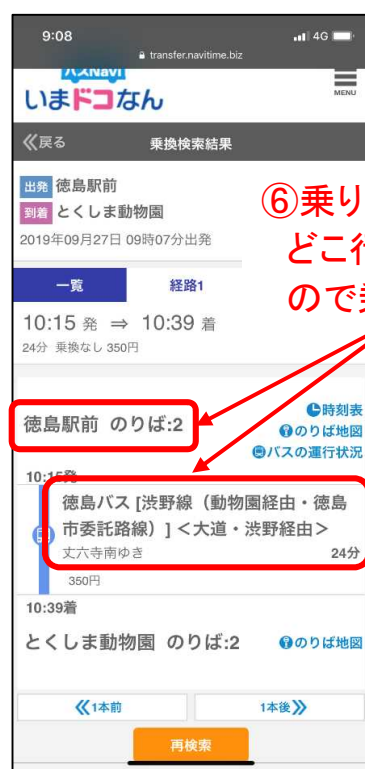 9:08
4G
transfer.navitime.biz
バスNavi
いまドコなん
MENU
《戻る
乗換検索結果
出発 徳島駅前
到着 とくしま動物園
2019年09月27日 09時07分出発
⑥乗り
どこ行
ので
一覧
経路1
10:15 発 ⇒ 10:39 着
24分 乗換なし 350円
徳島駅前 のりば:2
時刻表
のりば地図
バスの運行状況
10:15発
徳島バス [渋野線（動物園経由・徳島
市委託路線）] <大道・渋野経由>
丈六寺南ゆき
24分
350円
10:39着
とくしま動物園 のりば:2
のりば地図
《1本前
1本後》
再検索